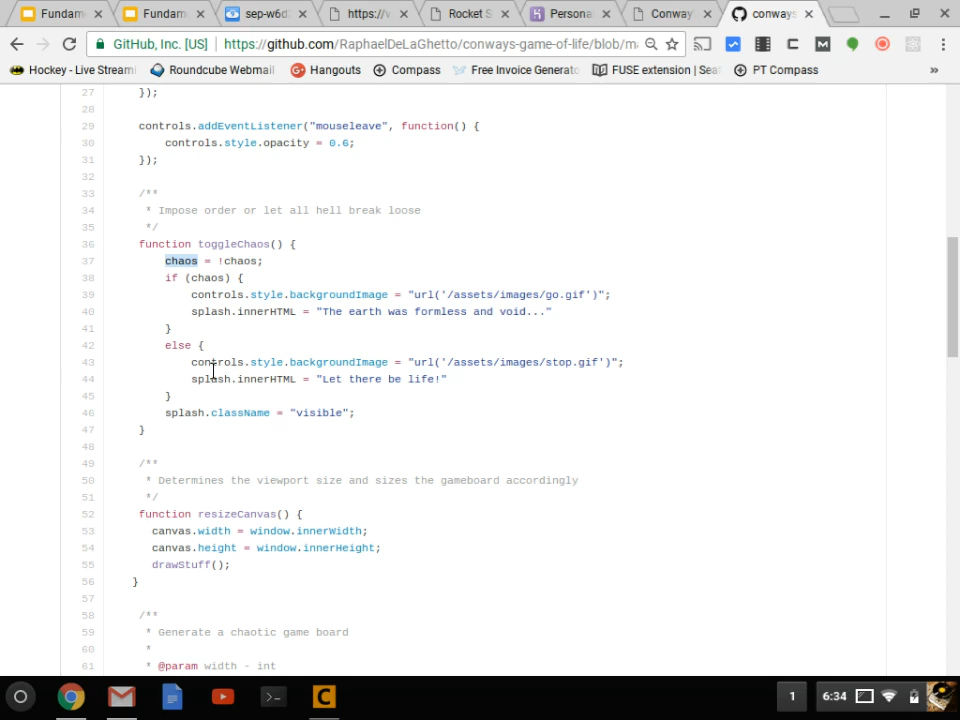 Fundam
Fundam
sep-w6d
https://v
Rocket S
Persona
Conway
conways
GitHub, Inc. [US]
https://github.com/RaphaelDeLaGhetto/conways-game-of-life/blob/ma
Hockey - Live Streami
Roundcube Webmail
Hangouts
Compass
Free Invoice Generato
FUSE extension | Sea
PT Compass
»
27 });
28
29 controls.addEventListener("mouseleave", function() {
30 controls.style.opacity = 0.6;
31 });
32
33 /**
34 * Impose order or let all hell break loose
35 */
36 function toggleChaos() {
37 chaos = !chaos;
38 if (chaos) {
39 controls.style.backgroundImage = "url('/assets/images/go.gif')";
40 splash.innerHTML = "The earth was formless and void..."
41 }
42 else {
43 controls.style.backgroundImage = "url('/assets/images/stop.gif')";
44 splash.innerHTML = "Let there be life!"
45 }
46 splash.className = "visible";
47 }
48
49 /**
50 * Determines the viewport size and sizes the gameboard accordingly
51 */
52 function resizeCanvas() {
53 canvas.width = window.innerWidth;
54 canvas.height = window.innerHeight;
55 drawStuff();
56 }
57
58 /**
59 * Generate a chaotic game board
60 *
61 * @param width - int
1
6:34